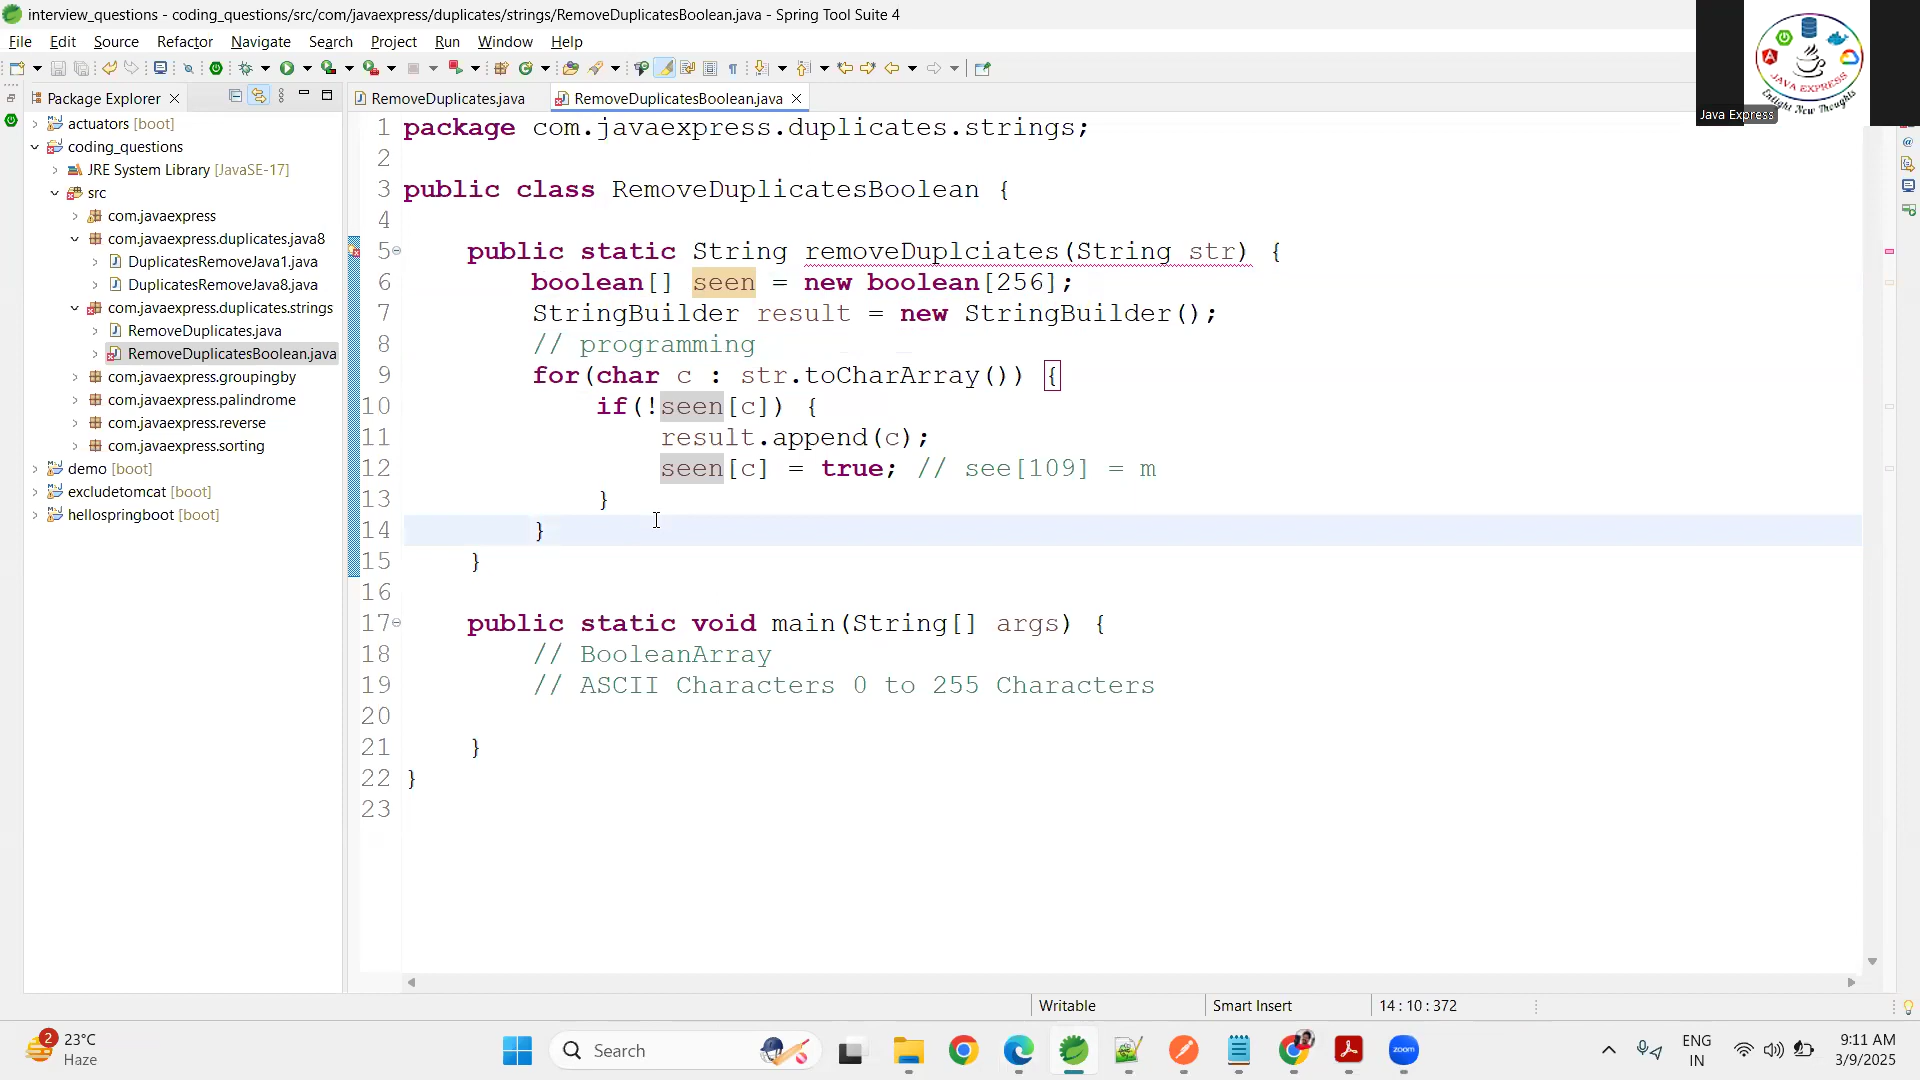 interview_questions - coding_questions/src/com/javaexpress/duplicates/strings/RemoveDuplicatesBoolean.java - Spring Tool Suite 4
File Edit Source Refactor Navigate Search Project Run Window Help
JAVA EXPRESS
Enlight New Thoughts
Java Express
Package Explorer
RemoveDuplicates.java
RemoveDuplicatesBoolean.java
actuators [boot]
coding_questions
JRE System Library [JavaSE-17]
src
com.javaexpress
com.javaexpress.duplicates.java8
DuplicatesRemoveJava1.java
DuplicatesRemoveJava8.java
com.javaexpress.duplicates.strings
RemoveDuplicates.java
RemoveDuplicatesBoolean.java
com.javaexpress.groupingby
com.javaexpress.palindrome
com.javaexpress.reverse
com.javaexpress.sorting
demo [boot]
excludetomcat [boot]
hellospringboot [boot]
1 package com.javaexpress.duplicates.strings;
2
3 public class RemoveDuplicatesBoolean {
4
5 public static String removeDuplciates(String str) {
6 boolean[] seen = new boolean[256];
7 StringBuilder result = new StringBuilder();
8 // programming
9 for(char c : str.toCharArray()) {
10 if(!seen[c]) {
11 result.append(c);
12 seen[c] = true; // see[109] = m
13 }
14 }
15 }
16
17 public static void main(String[] args) {
18 // BooleanArray
19 // ASCII Characters 0 to 255 Characters
20
21 }
22 }
23
Writable
Smart Insert
14 : 10 : 372
2
23°C
Haze
Search
zoom
ENG
IN
9:11 AM
3/9/2025